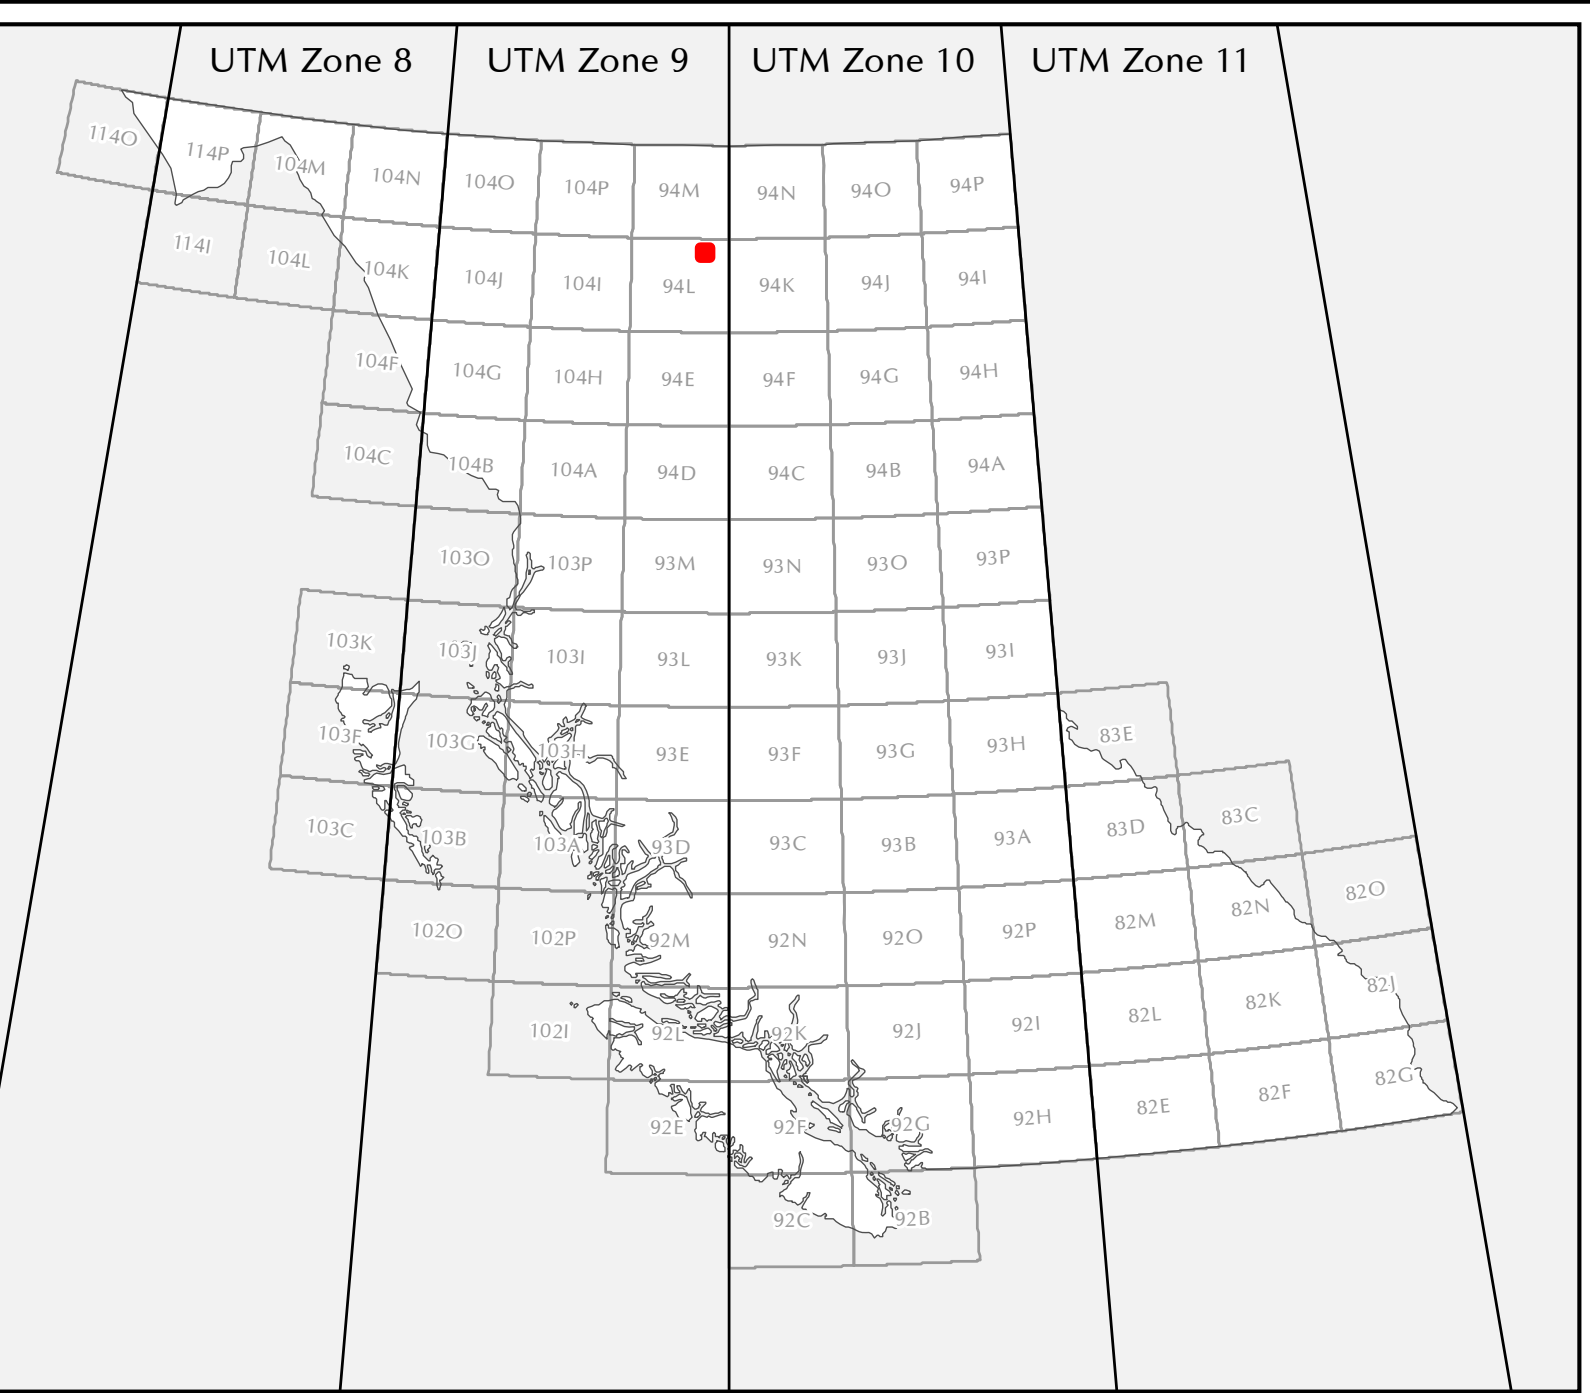 UTM Zone 8 UTM Zone 9 UTM Zone 10 UTM Zone 11
114O 114P 104M 104N 104O 104P 94M 94N 94O 94P
114I 104L 104K 104J 104I 94L 94K 94J 94I
104F 104G 104H 94E 94F 94G 94H
104C 104B 104A 94D 94C 94B 94A
103O 103P 93M 93N 93O 93P
103K 103J 103I 93L 93K 93J 93I
103F 103G 103H 93E 93F 93G 93H 83E
103C 103B 103A 93D 93C 93B 93A 83D 83C
102O 102P 92M 92N 92O 92P 82M 82N 82O
102I 92L 92K 92J 92I 82L 82K 82J
92E 92F 92G 92H 82E 82F 82G
92C 92B